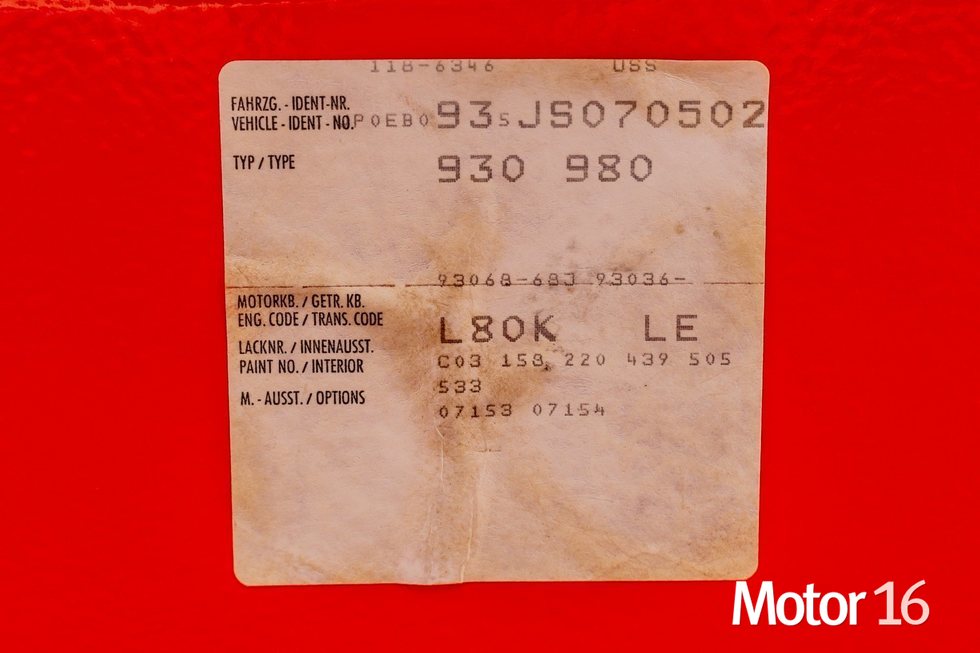 118-6346 USS
FAHRZG. - IDENT-NR.
VEHICLE - IDENT - NO. P0EB0 93 S JS070502
TYP / TYPE 930 980
93068-68J 93036-
MOTORKB. / GETR. KB.
ENG. CODE / TRANS. CODE L80K LE
LACKNR. / INNENAUSST. C03 158, 220 439 505
PAINT NO. / INTERIOR 533
M. - AUSST. / OPTIONS 07153 07154
Motor 16